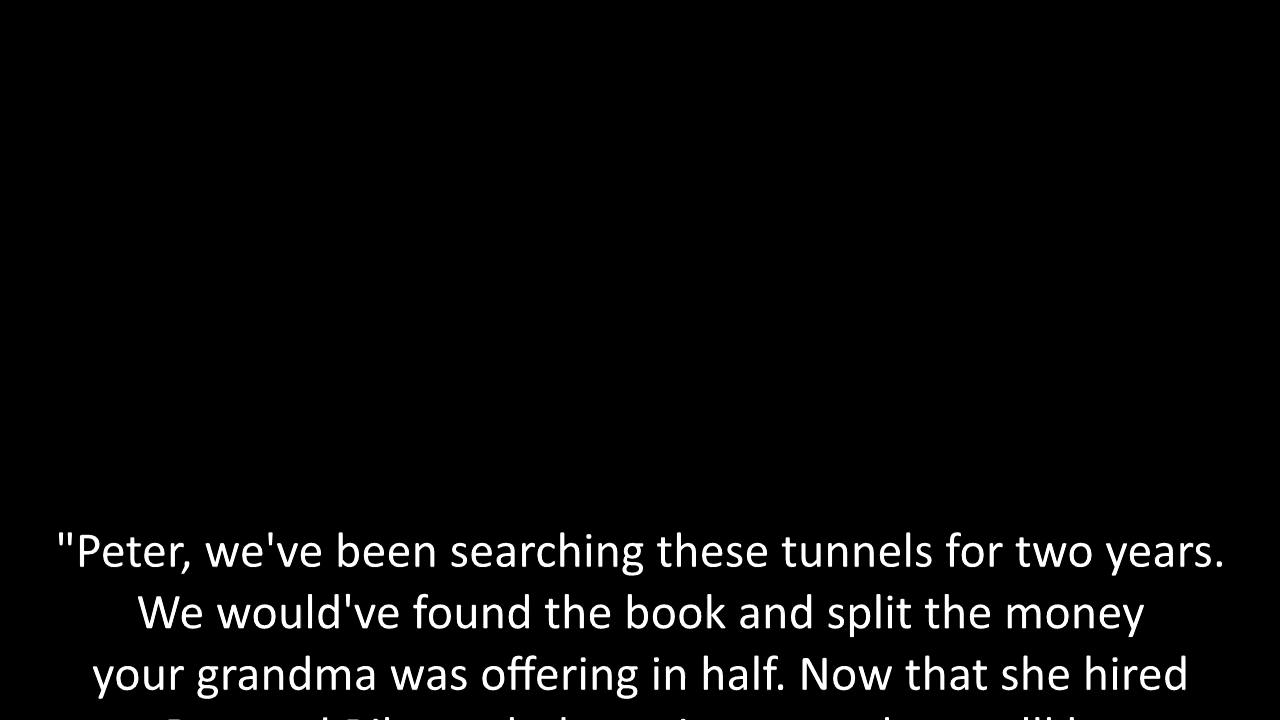 "Peter, we've been searching these tunnels for two years.
We would've found the book and split the money
your grandma was offering in half. Now that she hired